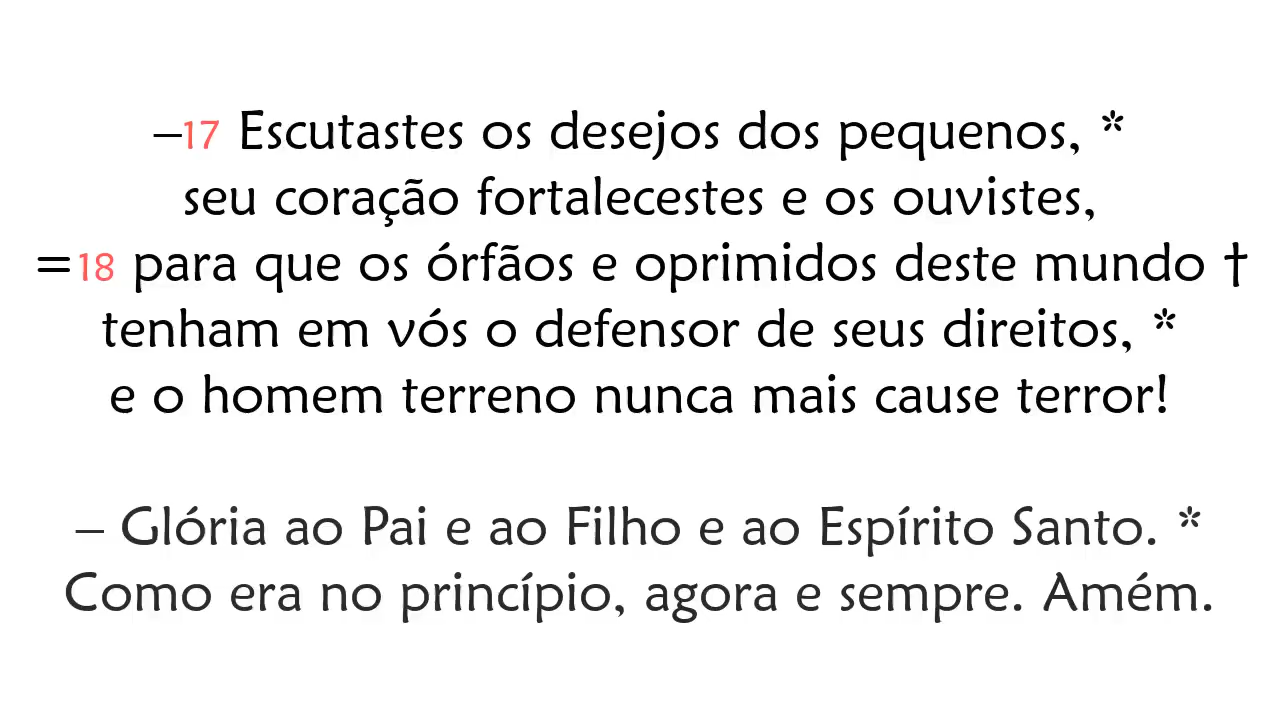 –17 Escutastes os desejos dos pequenos, *
seu coração fortalecestes e os ouvistes,
=18 para que os órfãos e oprimidos deste mundo †
tenham em vós o defensor de seus direitos, *
e o homem terreno nunca mais cause terror!
– Glória ao Pai e ao Filho e ao Espírito Santo. *
Como era no princípio, agora e sempre. Amém.